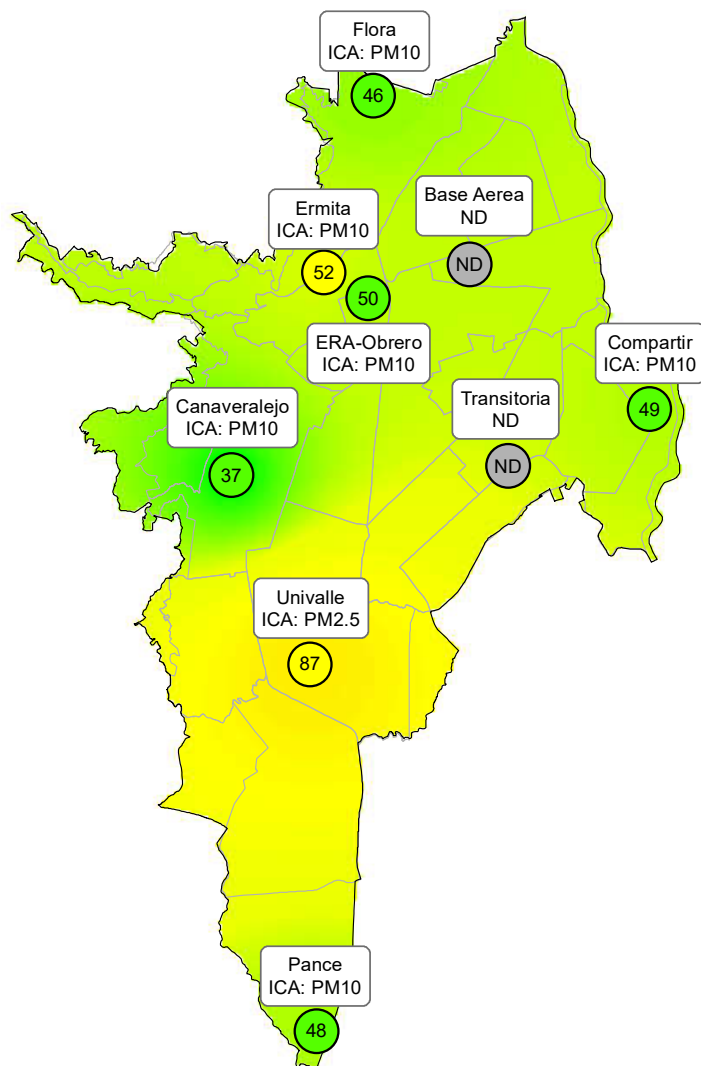 Flora
ICA: PM10
46
Base Aerea
ND
ND
Ermita
ICA: PM10
52
50
ERA-Obrero
ICA: PM10
Compartir
ICA: PM10
49
Canaveralejo
ICA: PM10
37
Transitoria
ND
ND
Univalle
ICA: PM2.5
87
Pance
ICA: PM10
48